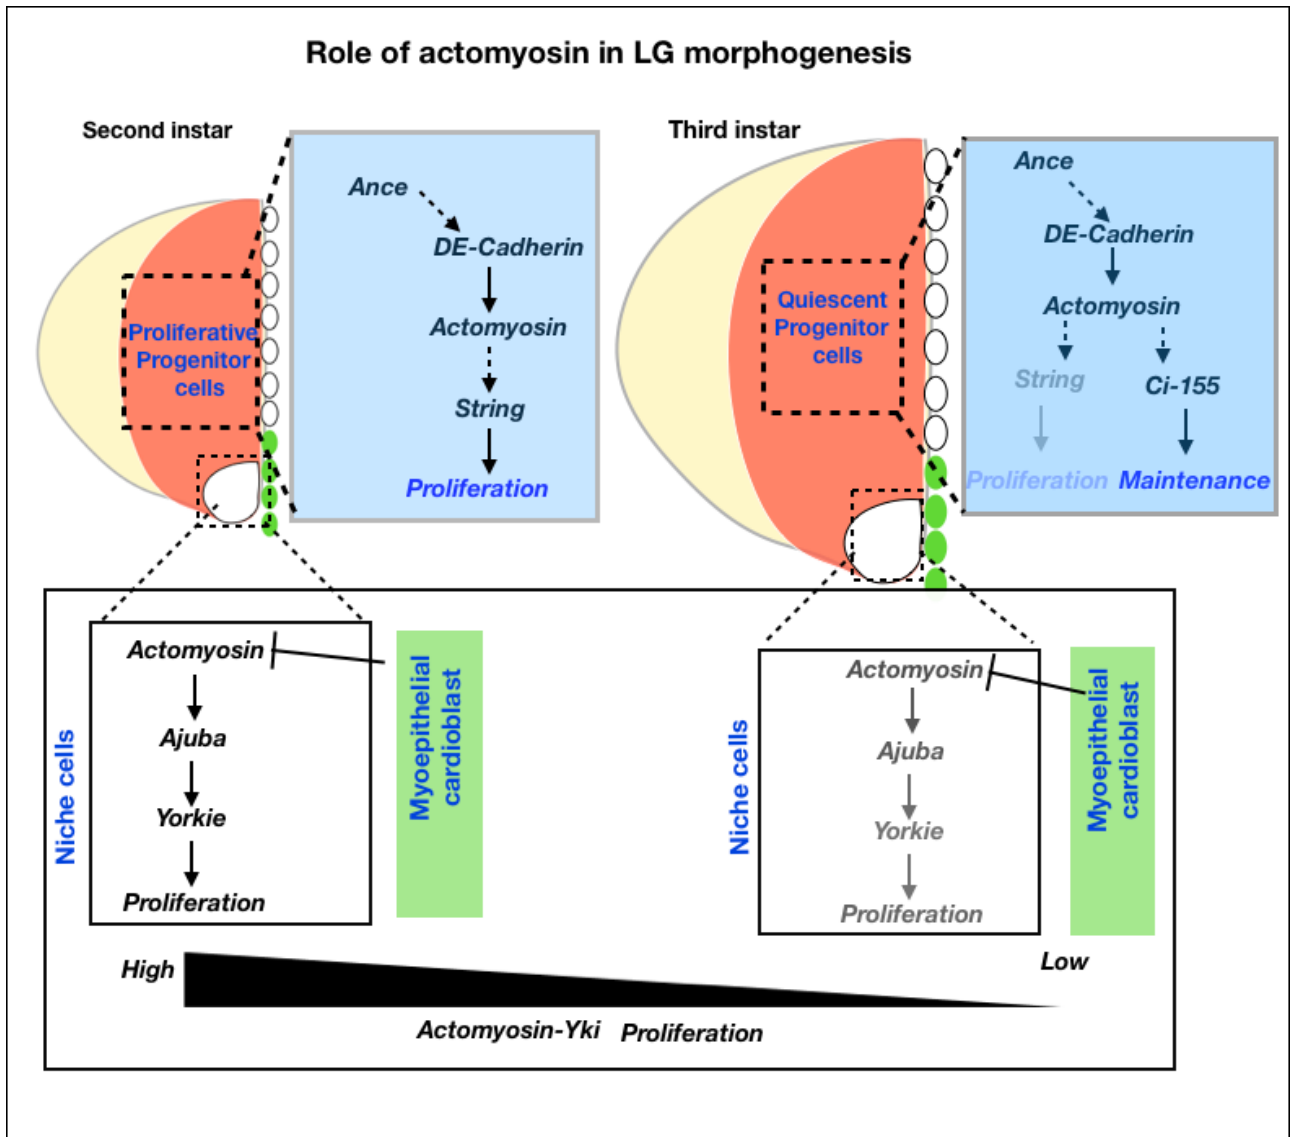 Role of actomyosin in LG morphogenesis
Second instar
Ance
DE-Cadherin
Actomyosin
String
Proliferation
Proliferative
Progenitor
cells
Third instar
Ance
DE-Cadherin
Actomyosin
String
Ci-155
Proliferation
Maintenance
Quiescent
Progenitor
cells
Niche cells
Actomyosin
Ajuba
Yorkie
Proliferation
Myoepithelial
cardioblast
Niche cells
Actomyosin
Ajuba
Yorkie
Proliferation
Myoepithelial
cardioblast
High
Low
Actomyosin-Yki Proliferation